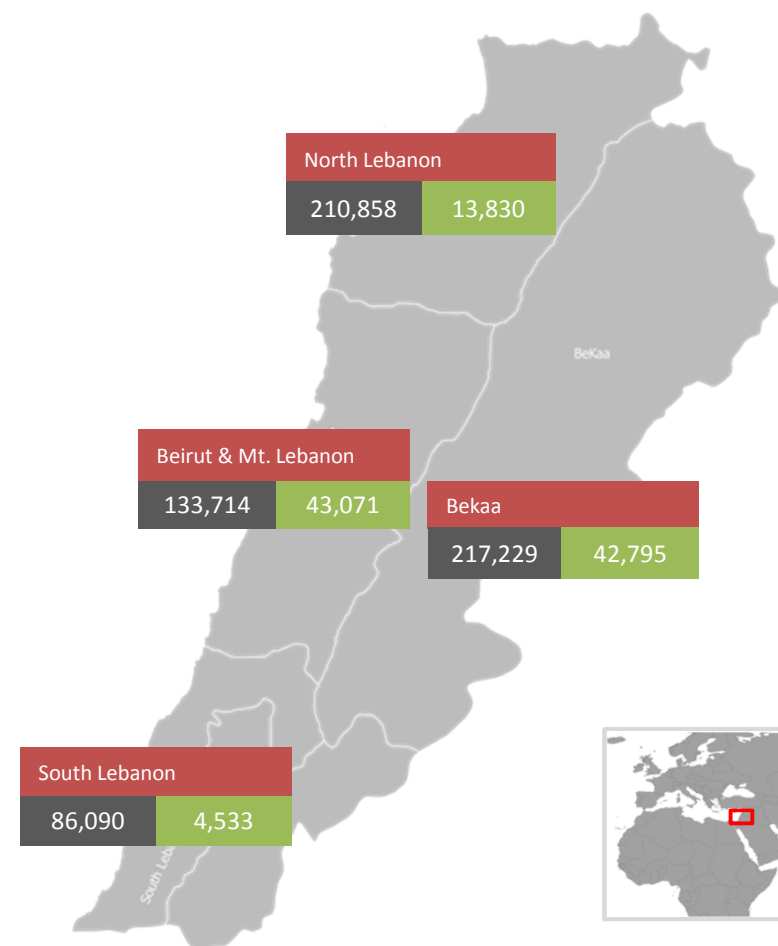 North Lebanon
210,858 13,830
BeKaa
Beirut & Mt. Lebanon
133,714 43,071
Bekaa
217,229 42,795
South Lebanon
86,090 4,533
South